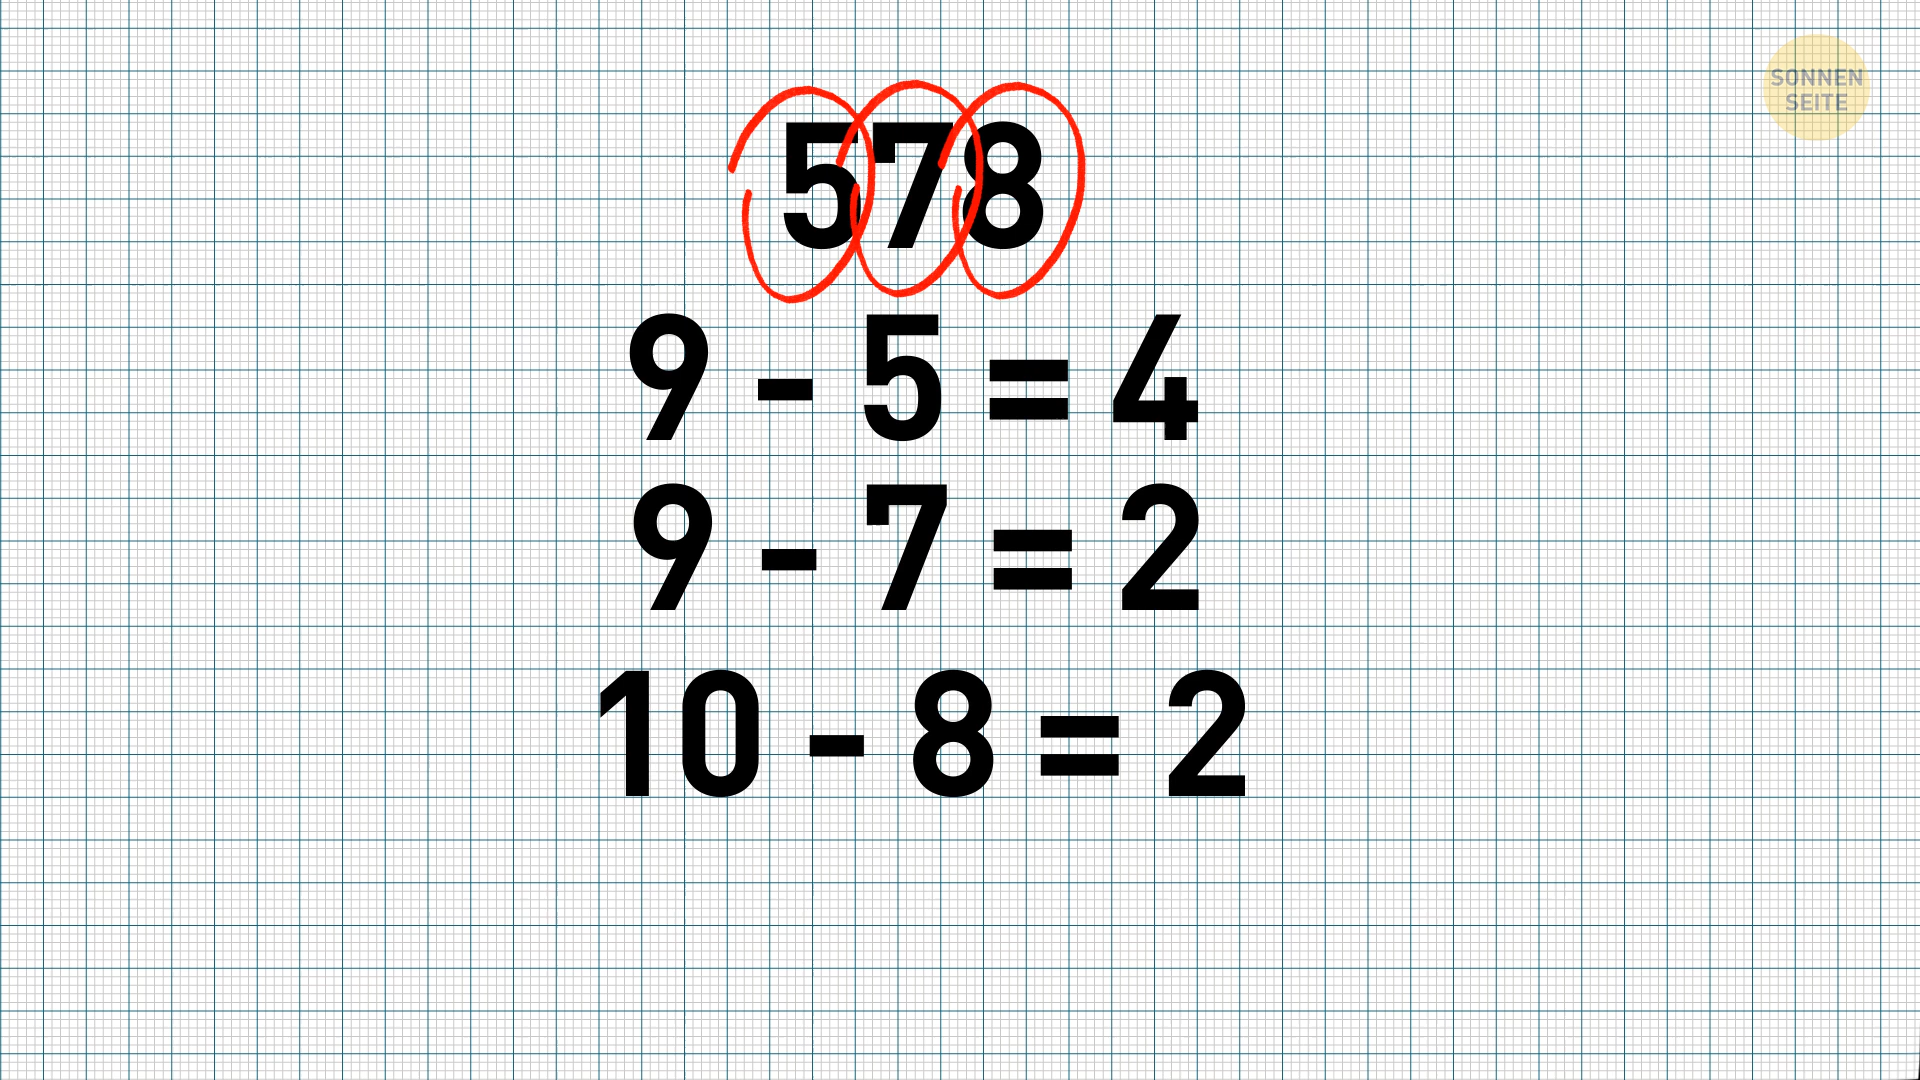 SONNEN
SEITE
578
9 - 5 = 4
9 - 7 = 2
10 - 8 = 2